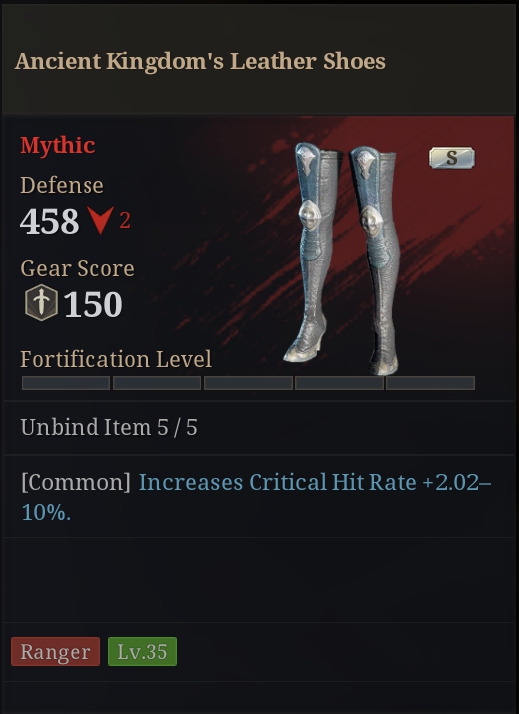 Ancient Kingdom's Leather Shoes
Mythic
S
Defense
458 2
Gear Score
150
Fortification Level
Unbind Item 5 / 5
[Common] Increases Critical Hit Rate +2.02–
10%.
Ranger Lv.35